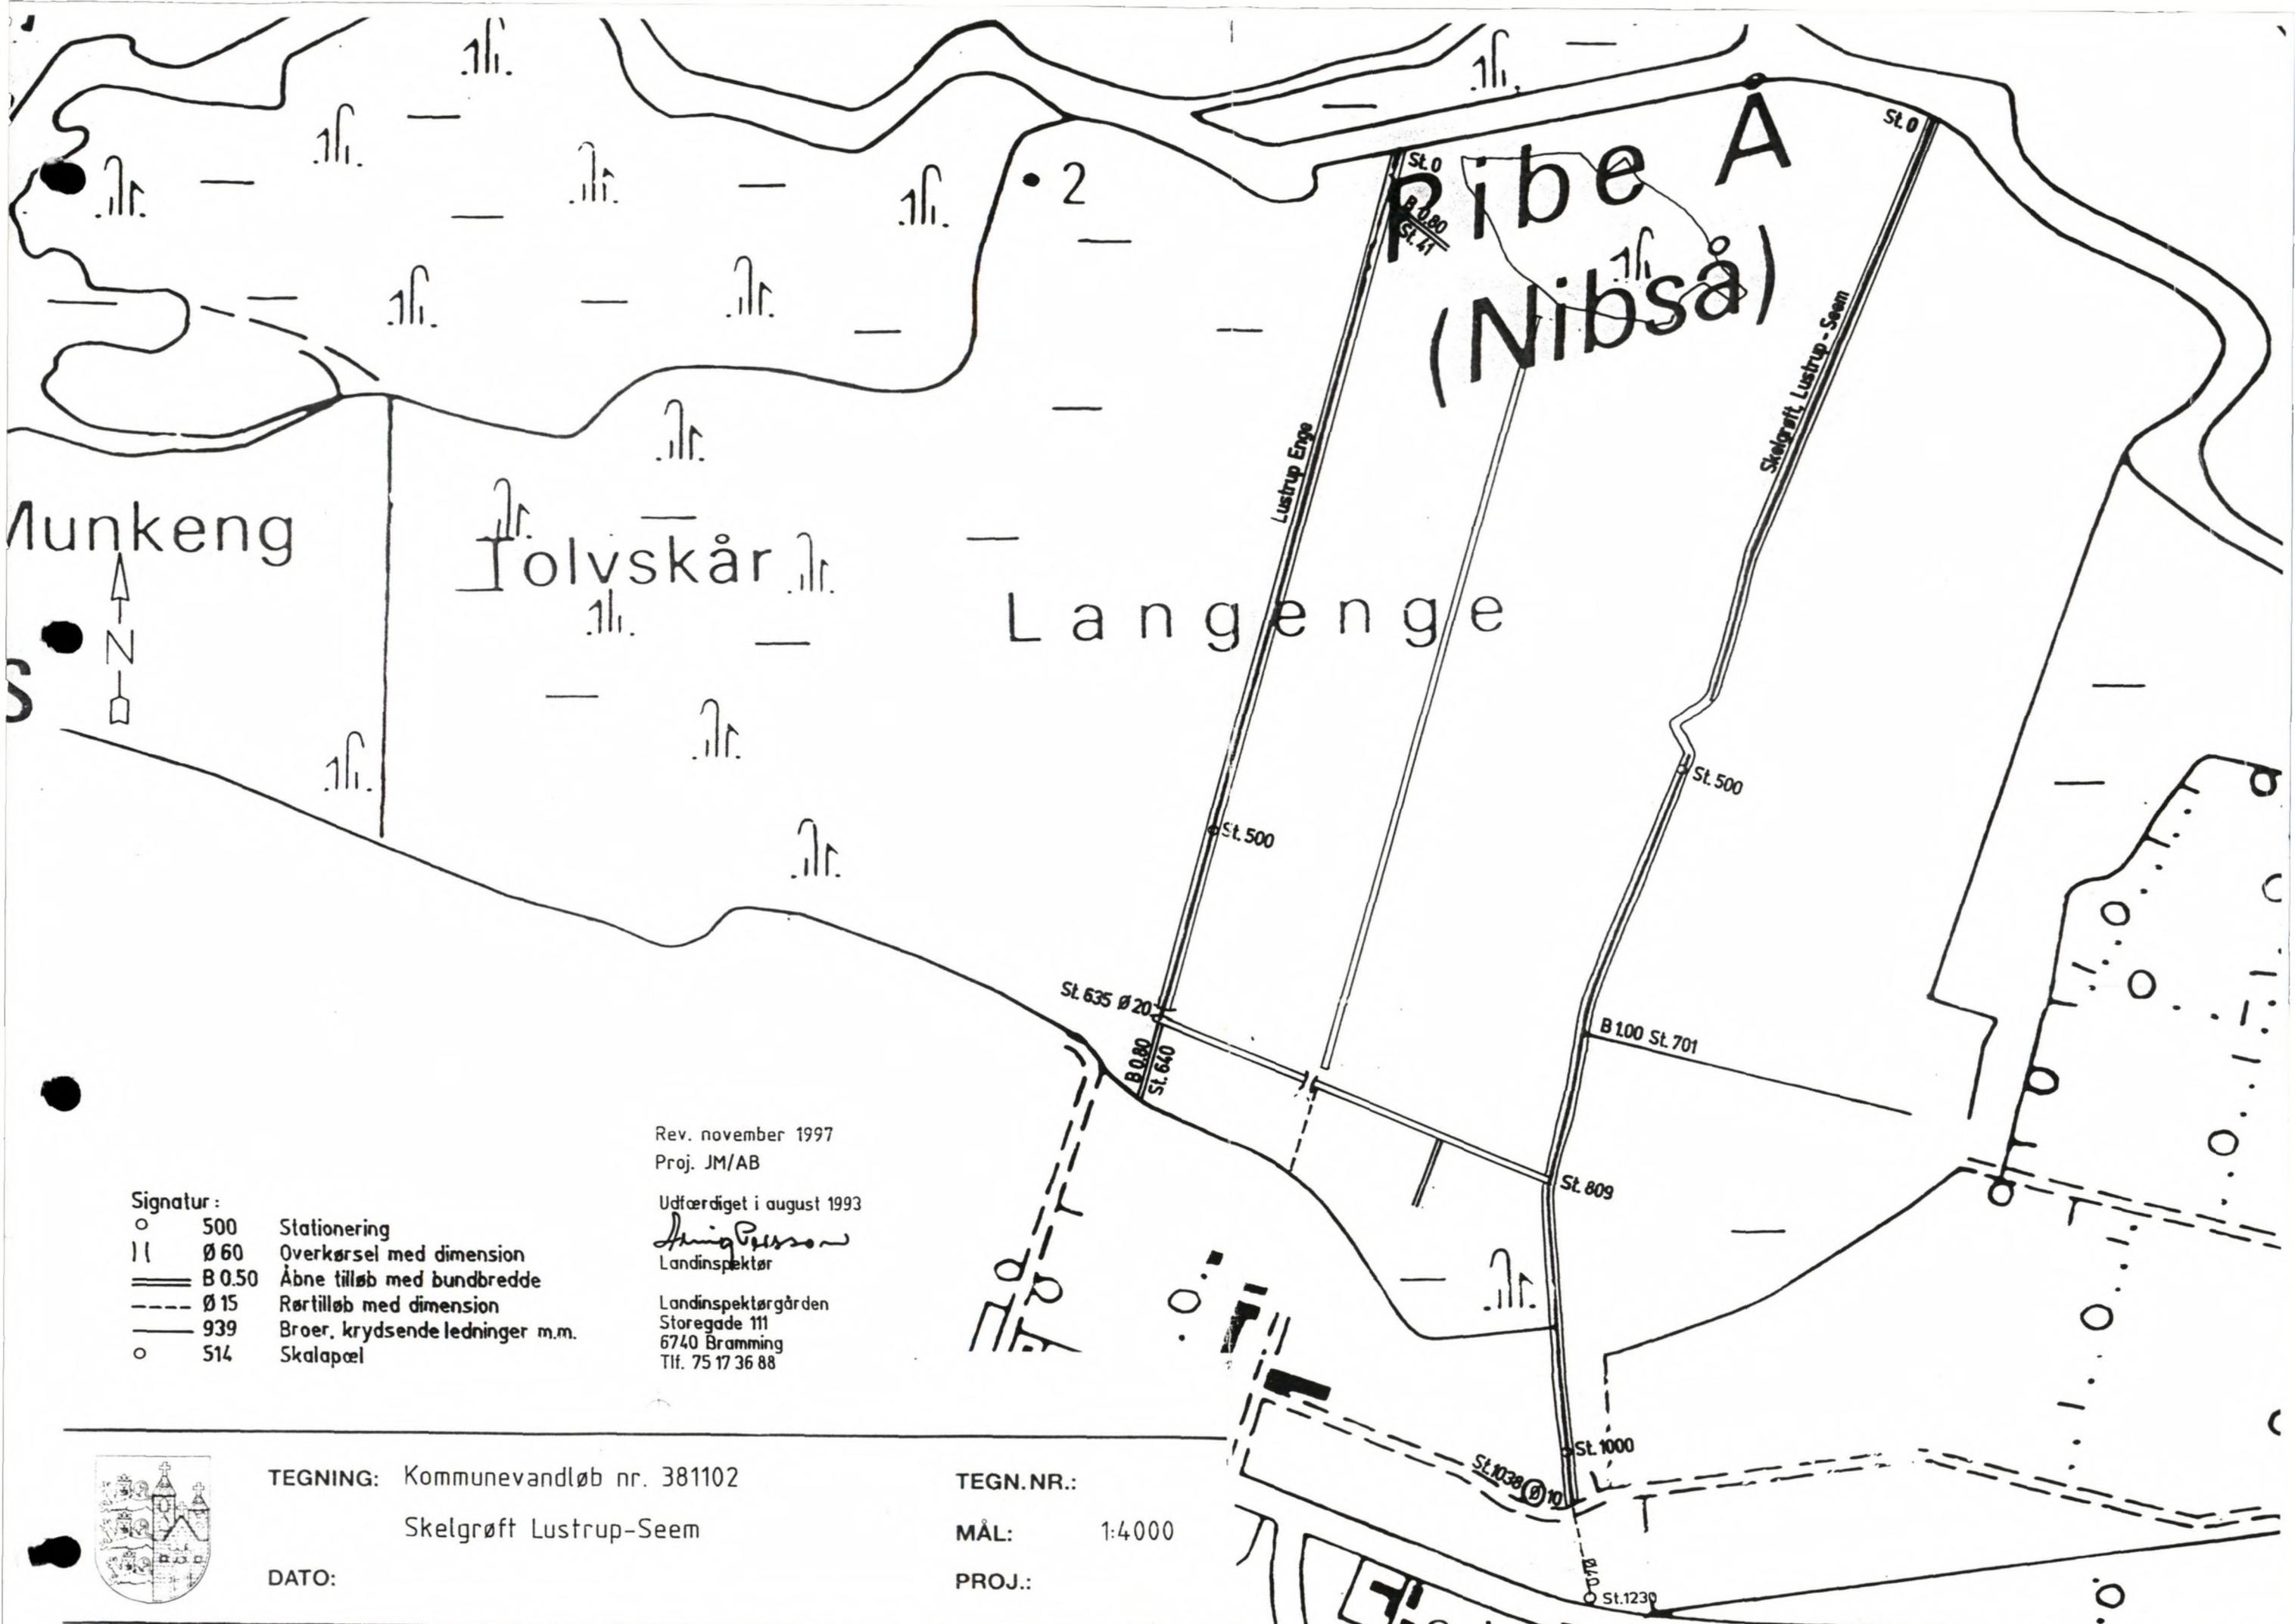 2
St.0
St.0
Ribe Å
(Nibså)
B 0.80
St. 41
Lustrup Enge
Skelgrøft, Lustrup - Seem
Munkeng
Tolvskår
Langenge
N
S
St. 500
St. 500
St. 635 Ø 20
B 0.80
St. 640
B 1.00 St. 701
St. 809
St. 1000
St. 1038 Ø 10
St. 1230
Rev. november 1997
Proj. JM/AB
Udfærdiget i august 1993
Landinspektør
Landinspektørgården
Storegade 111
6740 Bramming
Tlf. 75 17 36 88
Signatur :
500 Stationering
Ø 60 Overkørsel med dimension
B 0.50 Åbne tilløb med bundbredde
Ø 15 Rørtilløb med dimension
939 Broer, krydsende ledninger m.m.
514 Skalapæl
TEGNING: Kommunevandløb nr. 381102
Skelgrøft Lustrup-Seem
DATO:
TEGN. NR.:
MÅL: 1:4000
PROJ.: